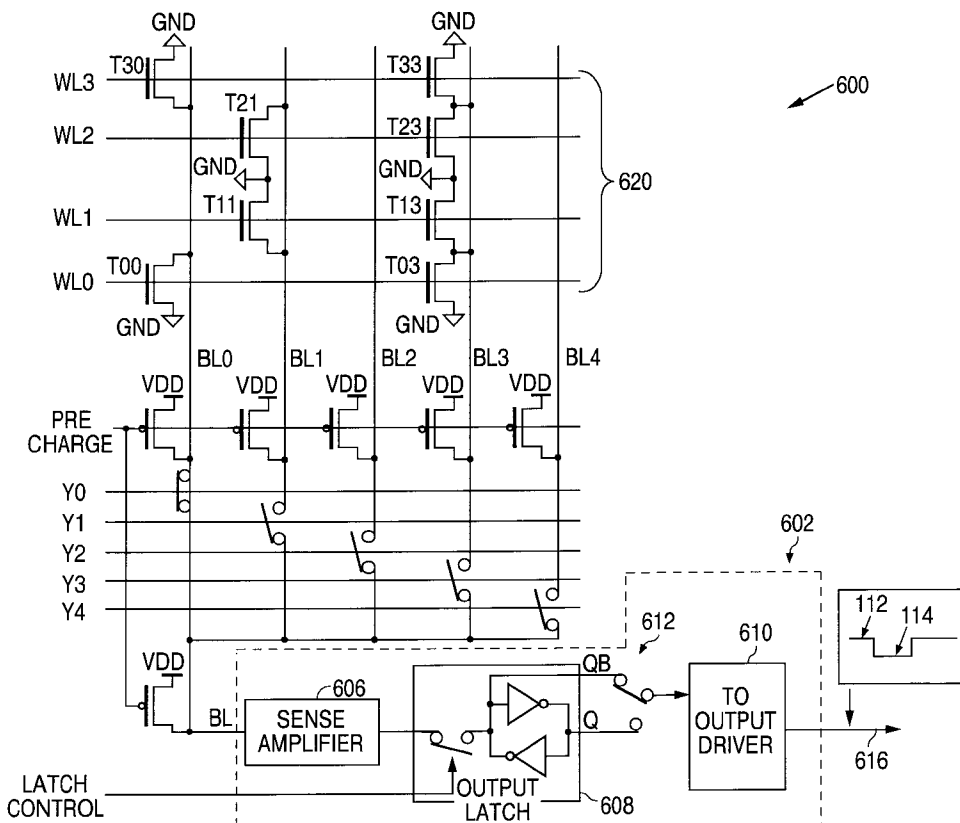 GND
GND
T30
T33
WL3
600
T21
T23
WL2
GND
GND
620
T11
T13
WL1
T00
T03
WL0
GND
GND
BL0
BL1
BL2
BL3
BL4
VDD
VDD
VDD
VDD
VDD
PRE
CHARGE
Y0
Y1
Y2
602
Y3
Y4
112
114
612
610
VDD
606
QB
TO
OUTPUT
DRIVER
BL
SENSE
AMPLIFIER
Q
616
LATCH
CONTROL
OUTPUT
LATCH
608